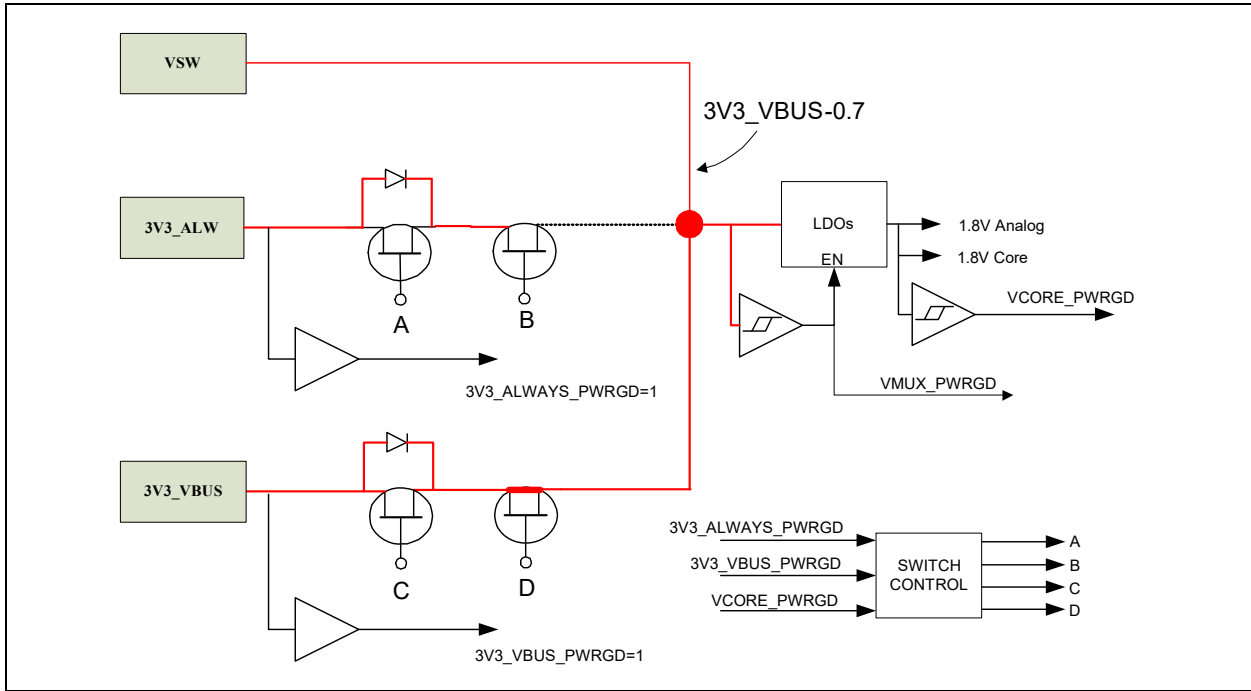 VSW
3V3_VBUS-0.7
3V3_ALW
LDOs
EN
1.8V Analog
1.8V Core
A
B
VCORE_PWRGD
3V3_ALWAYS_PWRGD=1
VMUX_PWRGD
3V3_VBUS
C
D
3V3_VBUS_PWRGD=1
3V3_ALWAYS_PWRGD
3V3_VBUS_PWRGD
VCORE_PWRGD
SWITCH
CONTROL
A
B
C
D